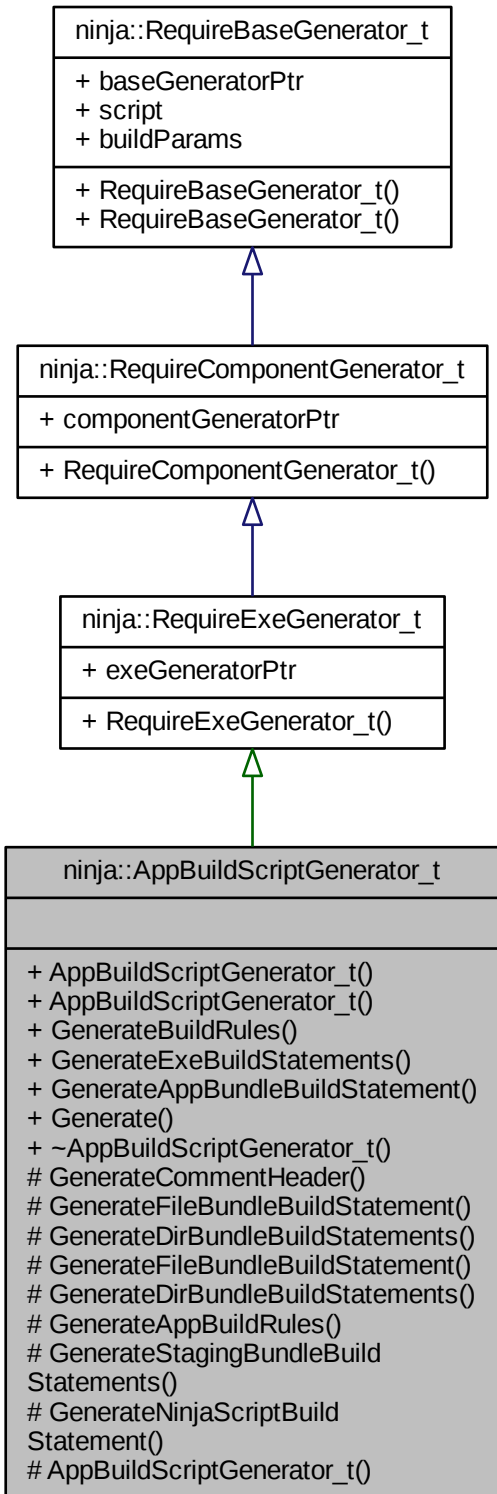 ninja::RequireBaseGenerator_t
+ baseGeneratorPtr
+ script
+ buildParams
+ RequireBaseGenerator_t()
+ RequireBaseGenerator_t()
ninja::RequireComponentGenerator_t
+ componentGeneratorPtr
+ RequireComponentGenerator_t()
ninja::RequireExeGenerator_t
+ exeGeneratorPtr
+ RequireExeGenerator_t()
ninja::AppBuildScriptGenerator_t
+ AppBuildScriptGenerator_t()
+ AppBuildScriptGenerator_t()
+ GenerateBuildRules()
+ GenerateExeBuildStatements()
+ GenerateAppBundleBuildStatement()
+ Generate()
+ ~AppBuildScriptGenerator_t()
# GenerateCommentHeader()
# GenerateFileBundleBuildStatement()
# GenerateDirBundleBuildStatements()
# GenerateFileBundleBuildStatement()
# GenerateDirBundleBuildStatements()
# GenerateAppBuildRules()
# GenerateStagingBundleBuild
Statements()
# GenerateNinjaScriptBuild
Statement()
# AppBuildScriptGenerator_t()